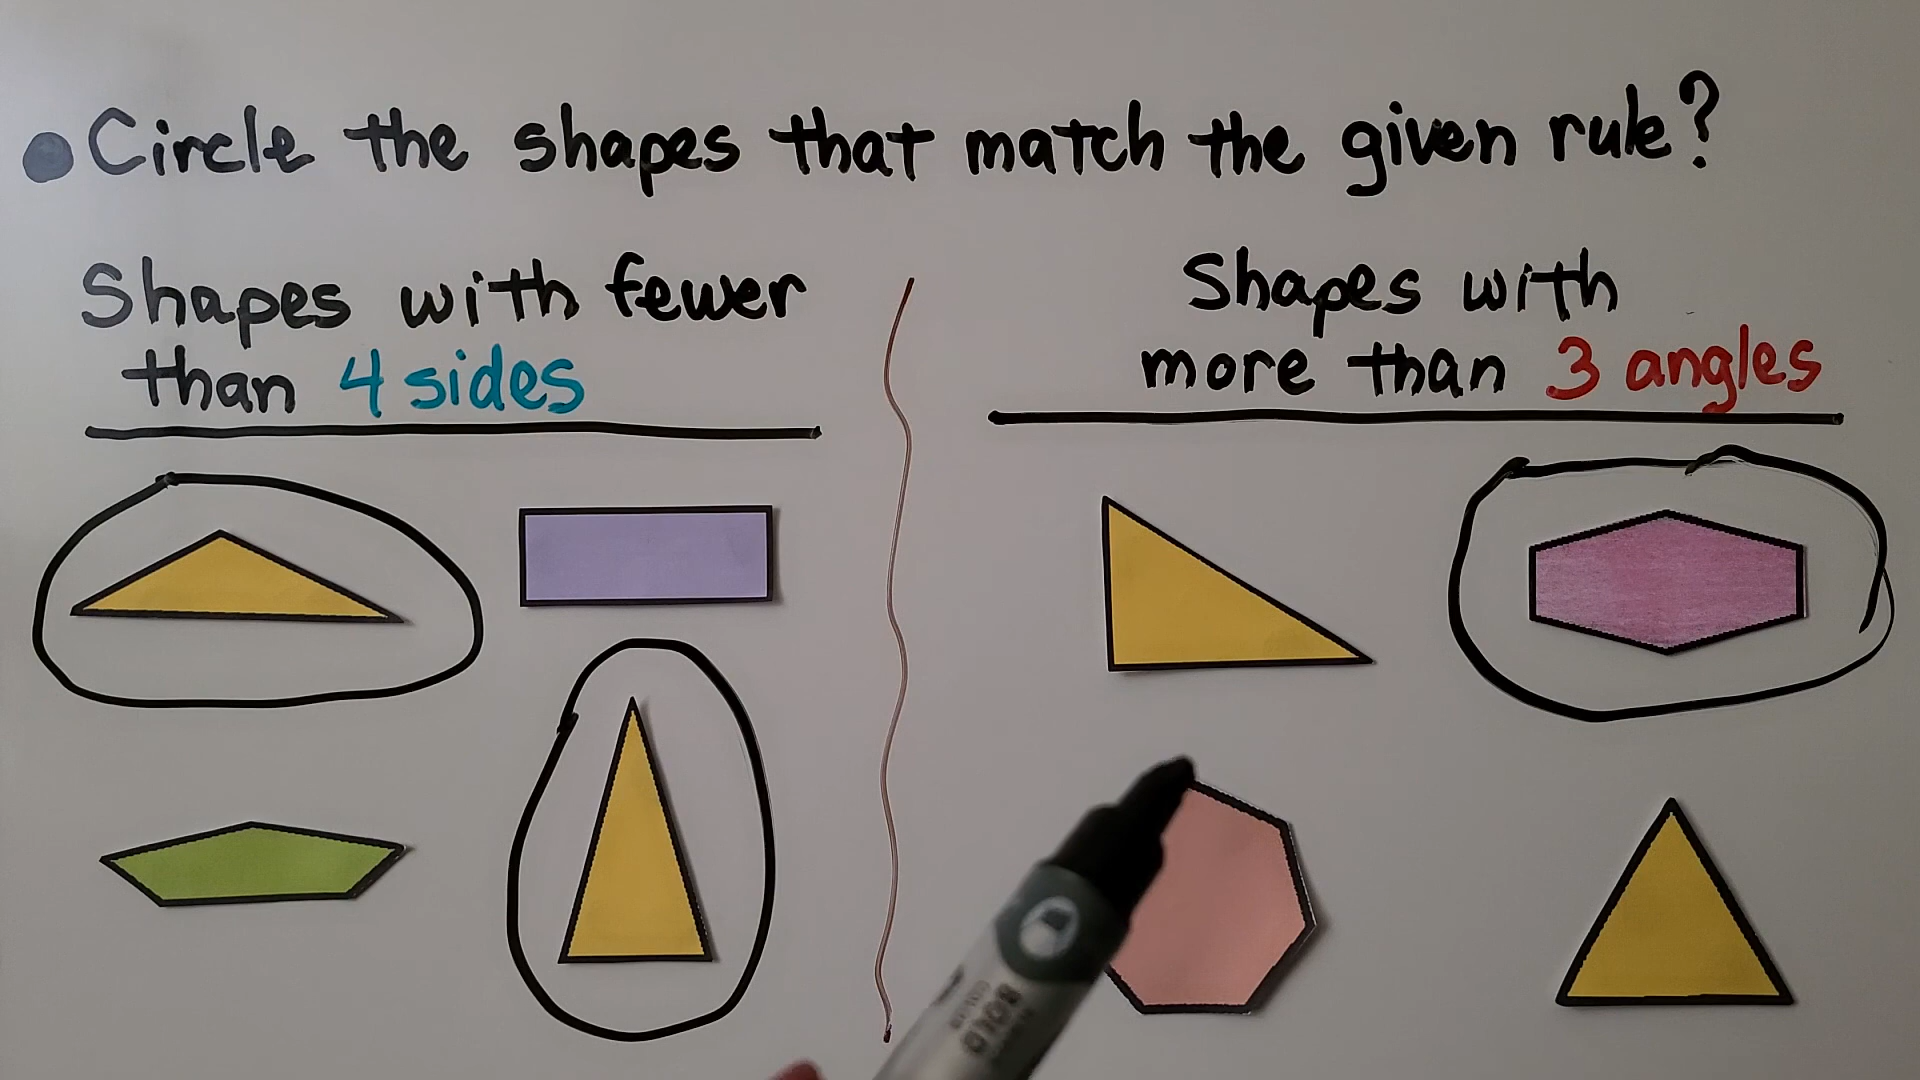 Circle the shapes that match the given rule?
Shapes with fewer
than 4 sides
Shapes with
more than 3 angles
BOLD